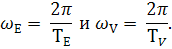 ω_E = 2π/T_E и ω_V = 2π/T_V.